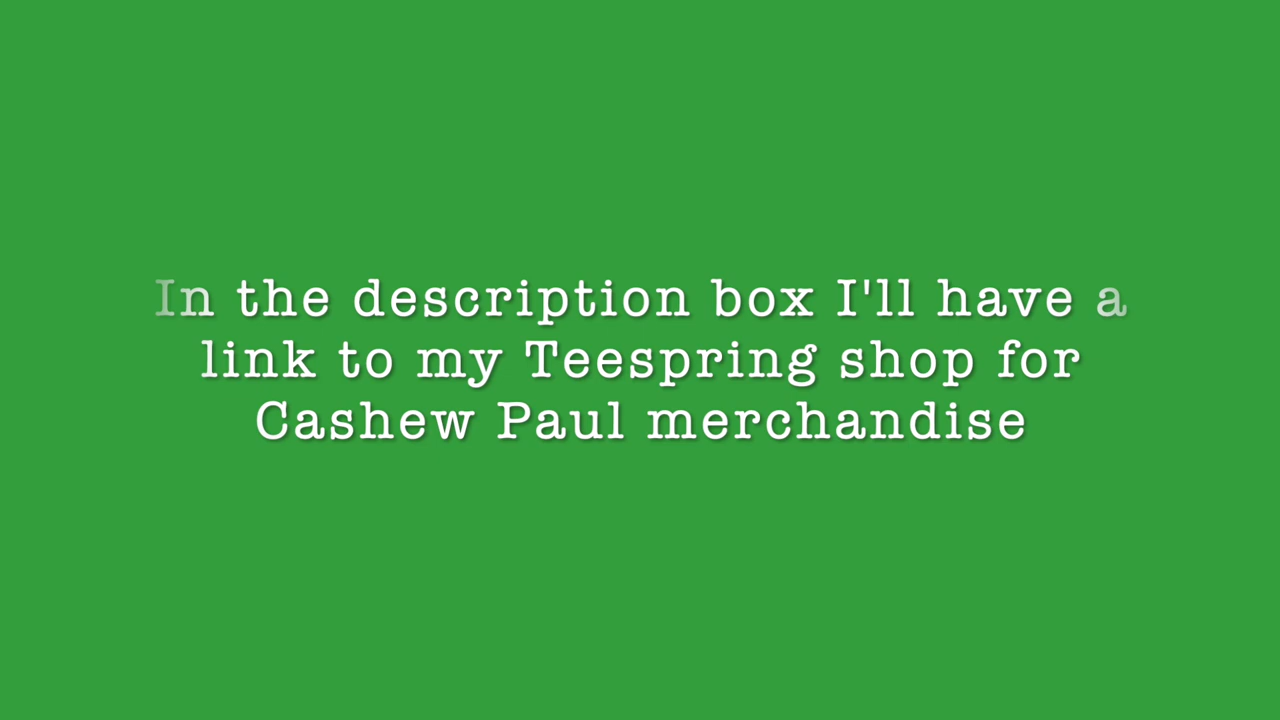 In the description box I'll have a
link to my Teespring shop for
Cashew Paul merchandise